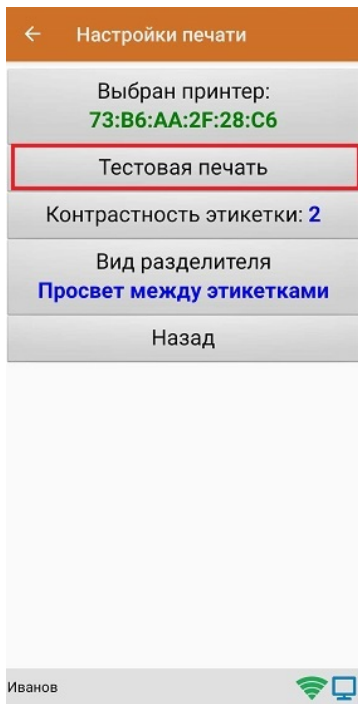 Настройки печати
Выбран принтер:
73:B6:AA:2F:28:C6
Тестовая печать
Контрастность этикетки: 2
Вид разделителя
Просвет между этикетками
Назад
Иванов